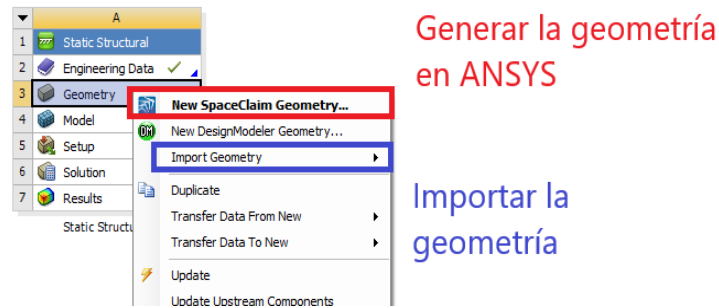 A
1 Static Structural
2 Engineering Data
3 Geometry
4 Model
5 Setup
6 Solution
7 Results
Static Structu
New SpaceClaim Geometry...
DM New DesignModeler Geometry...
Import Geometry
Duplicate
Transfer Data From New
Transfer Data To New
Update
Update Upstream Components
Generar la geometría
en ANSYS
Importar la
geometría